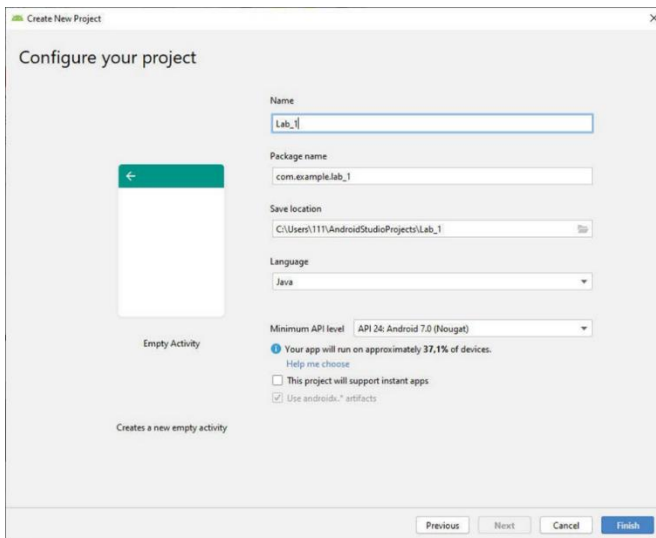 Create New Project
Configure your project
Name
Lab_1
Package name
com.example.lab_1
Save location
C:\Users\111\AndroidStudioProjects\Lab_1
Language
Java
Empty Activity
Minimum API level API 24: Android 7.0 (Nougat)
Your app will run on approximately 37,1% of devices.
Help me choose
This project will support instant apps
Use androidx.* artifacts
Creates a new empty activity
Previous Next Cancel Finish